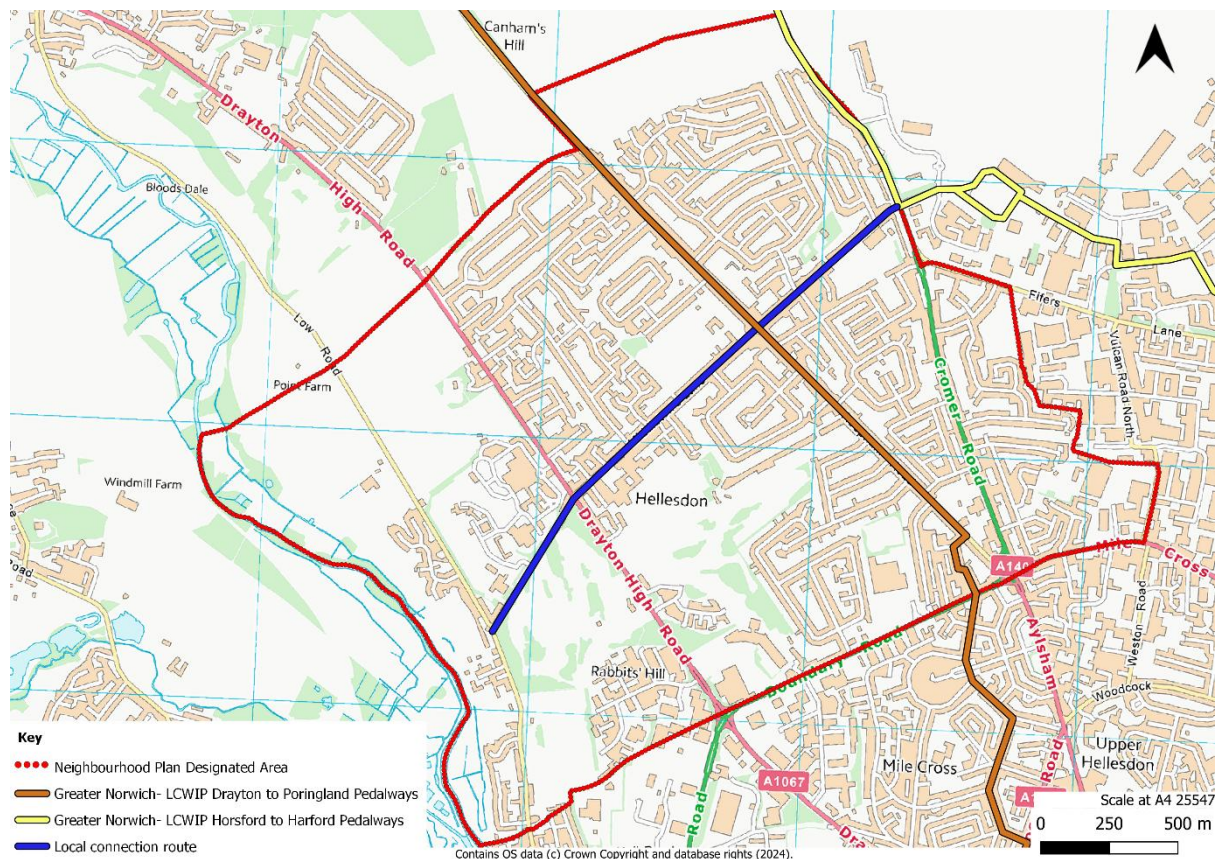 Canham's
Hill
Drayton
High
Road
Bloods Dale
Low
Road
Point Farm
Windmill Farm
Road
Fifers
Lane
Vulcan Road North
Cromer
Road
Hellesdon
Drayton High
Road
Mile
Cross
A140
Boundary Road
Aylsham
Road
Weston Road
Woodcock
Rabbits' Hill
Upper
Hellesdon
Mile Cross
A1067
Road
Key
Neighbourhood Plan Designated Area
Greater Norwich- LCWIP Drayton to Poringland Pedalways
Greater Norwich- LCWIP Horsford to Harford Pedalways
Local connection route
Scale at A4 25547
0 250 500 m
Contains OS data (c) Crown Copyright and database rights (2024).